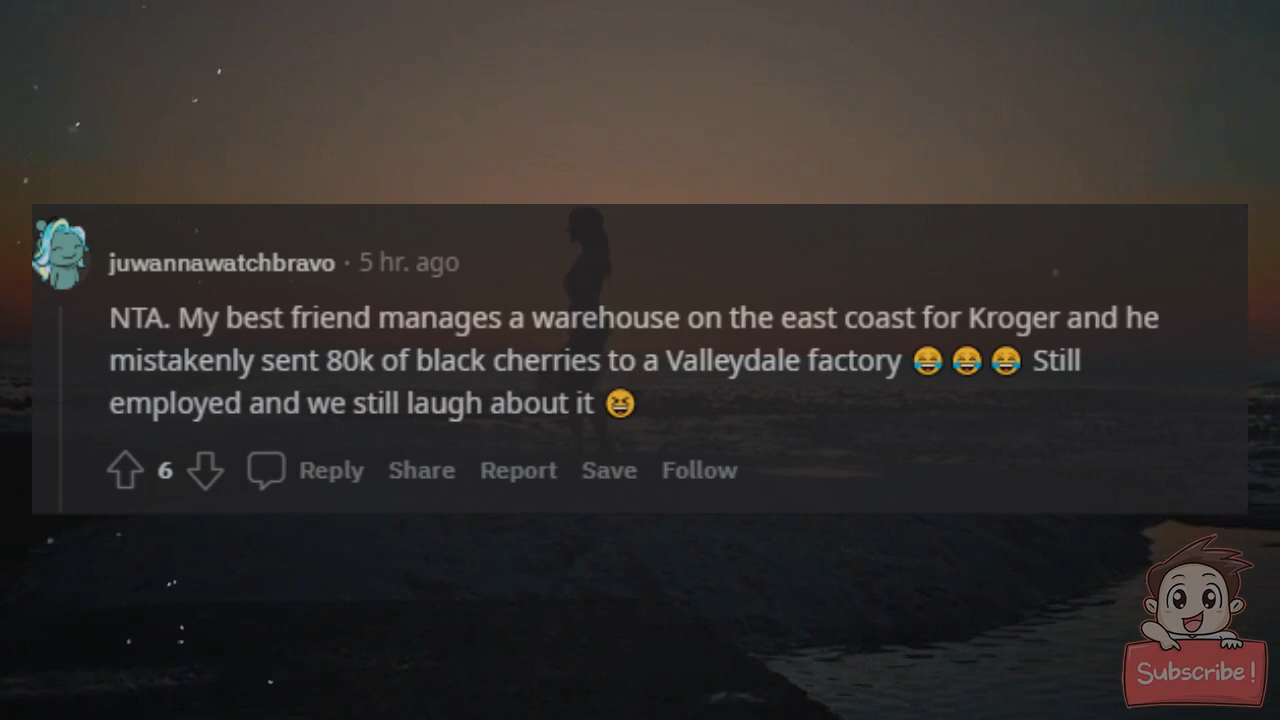 juwannawatchbravo · 5 hr. ago
NTA. My best friend manages a warehouse on the east coast for Kroger and he
mistakenly sent 80k of black cherries to a Valleydale factory 😂😂😂 Still
employed and we still laugh about it 😆
6 Reply Share Report Save Follow
Subscribe!